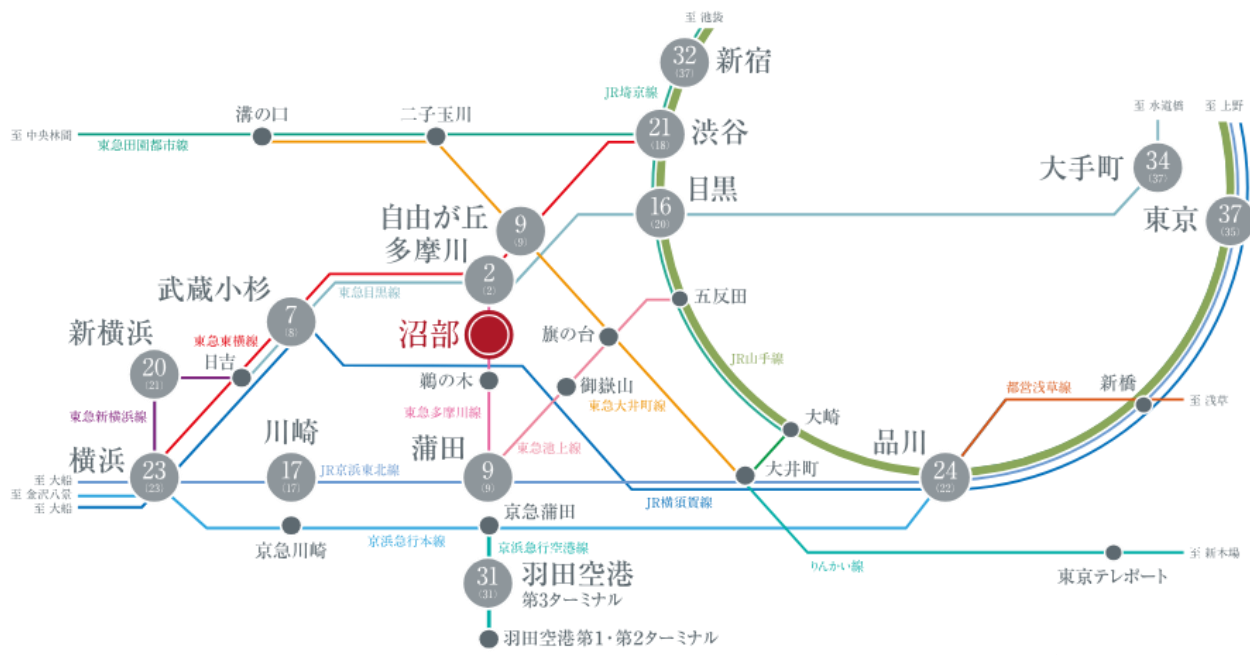 至 池袋
32
(37)
新宿
JR埼京線
溝の口
二子玉川
至 水道橋
至 上野
至 中央林間
東急田園都市線
21
(18)
渋谷
34
(37)
大手町
目黒
16
(20)
37
(35)
東京
自由が丘
9
(9)
多摩川
2
(2)
武蔵小杉
7
(8)
東急目黒線
五反田
新横浜
20
(21)
東急東横線
日吉
沼部
旗の台
JR山手線
鵜の木
御嶽山
東急新横浜線
東急多摩川線
東急大井町線
都営浅草線
新橋
至 浅草
大崎
川崎
17
(17)
蒲田
9
(9)
東急池上線
品川
24
(22)
横浜
23
(23)
JR京浜東北線
大井町
至 大船
至 金沢八景
至 大船
JR横須賀線
京急川崎
京浜急行本線
京急蒲田
京浜急行空港線
りんかい線
東京テレポート
至 新木場
31
(31)
羽田空港
第3ターミナル
羽田空港第1・第2ターミナル